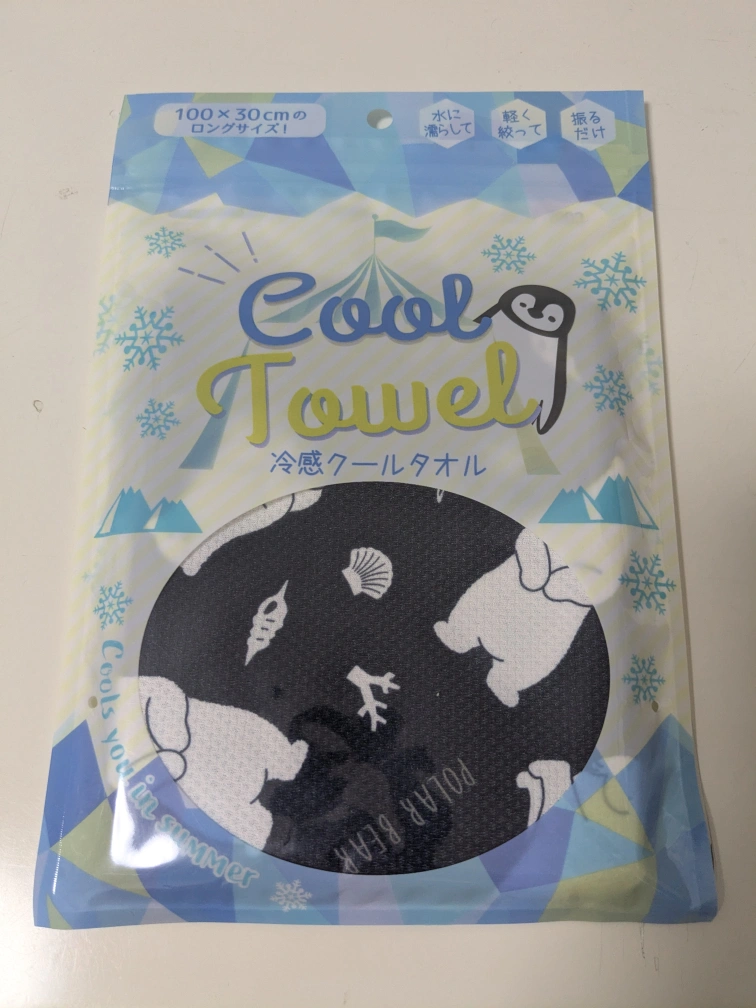 100×30cmの
ロングサイズ!
水に
濡らして
軽く
絞って
振る
だけ
Cool
Towel
冷感クールタオル
POLAR BEAR
Cools you in summer